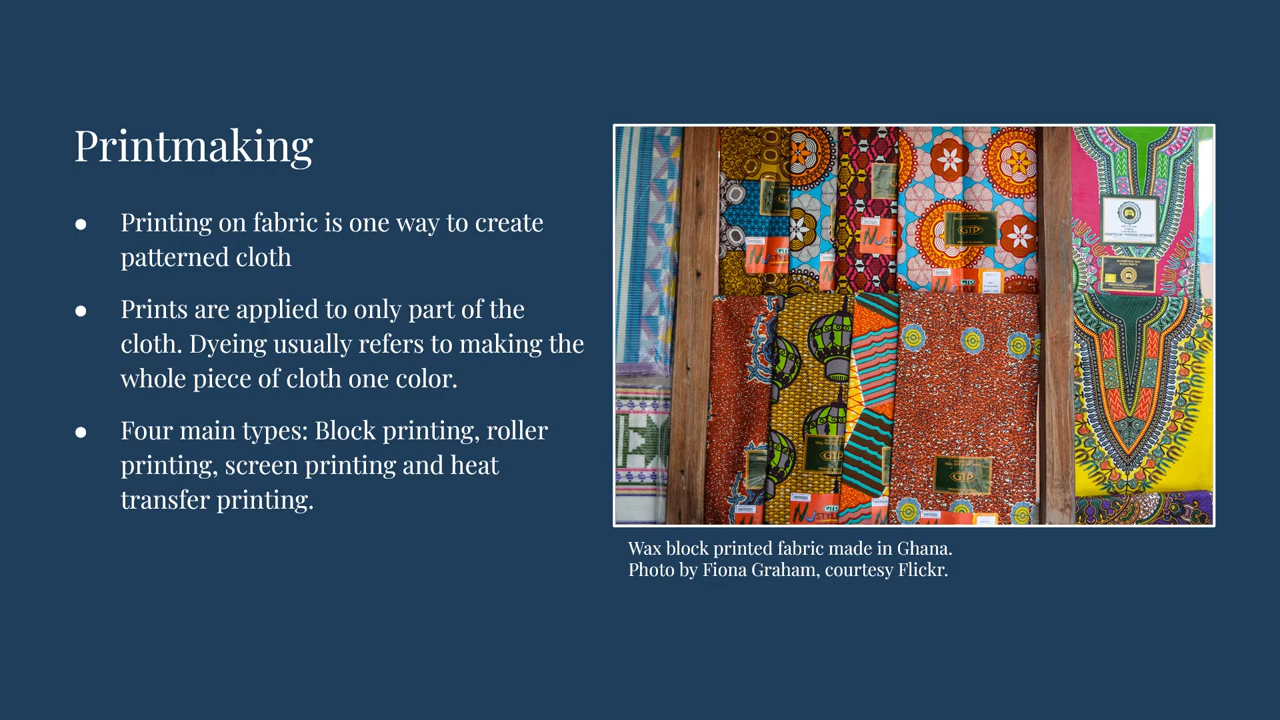 Printmaking
Printing on fabric is one way to create
patterned cloth
Prints are applied to only part of the
cloth. Dyeing usually refers to making the
whole piece of cloth one color.
Four main types: Block printing, roller
printing, screen printing and heat
transfer printing.
GTP
GTP
GTP
Wax block printed fabric made in Ghana.
Photo by Fiona Graham, courtesy Flickr.